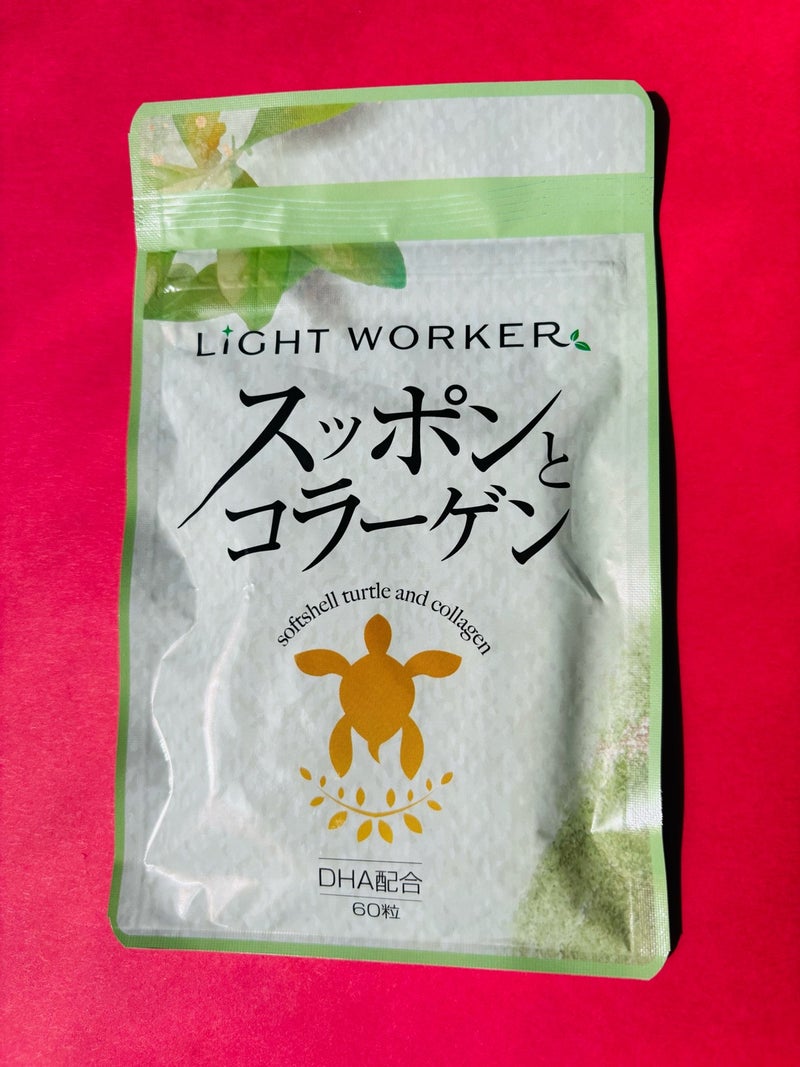 LiGHT WORKER
スッポンと
コラーゲン
softshell turtle and collagen
DHA配合
60粒